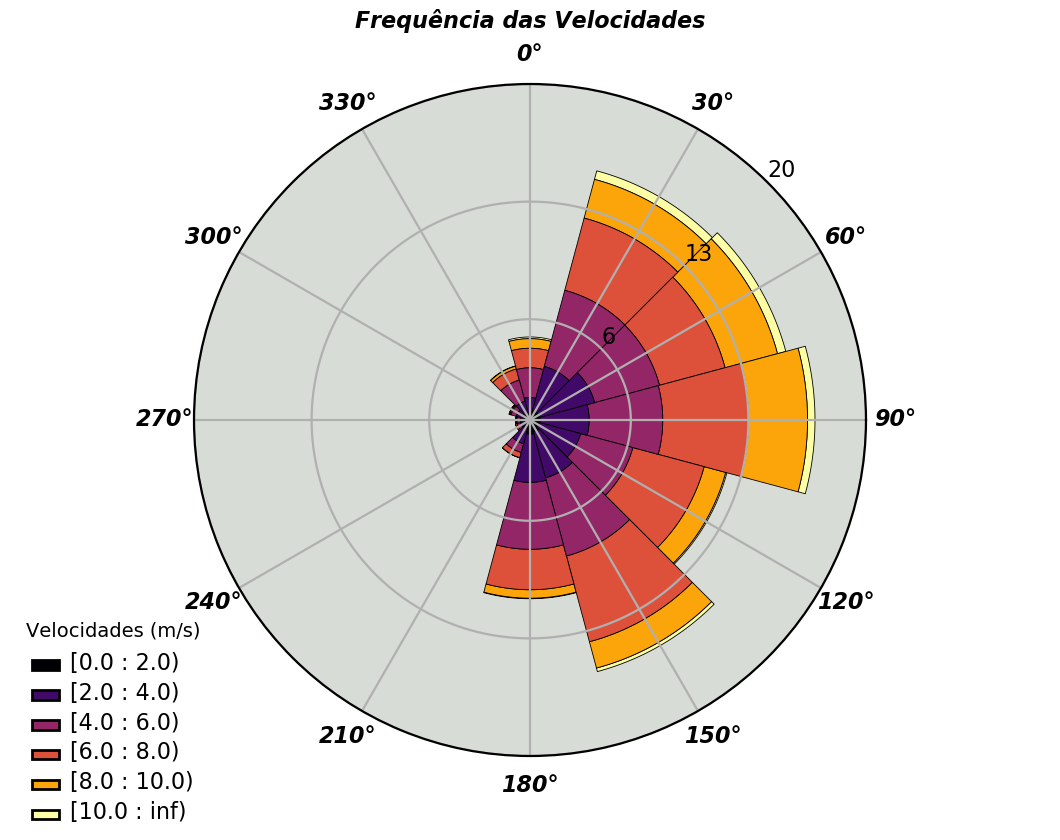 Frequência das Velocidades
0°
330°
30°
20
300°
60°
13
6
270°
90°
240°
120°
Velocidades (m/s)
[0.0 : 2.0)
[2.0 : 4.0)
[4.0 : 6.0)
210°
150°
[6.0 : 8.0)
180°
[8.0 : 10.0)
[10.0 : inf)